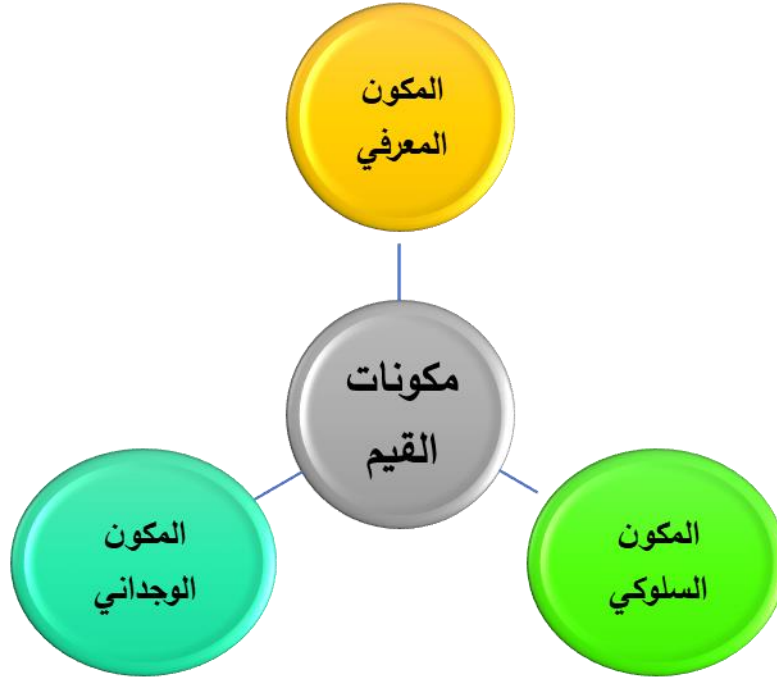 المكون
المعرفي
مكونات
القيم
المكون
السلوكي
المكون
الوجداني